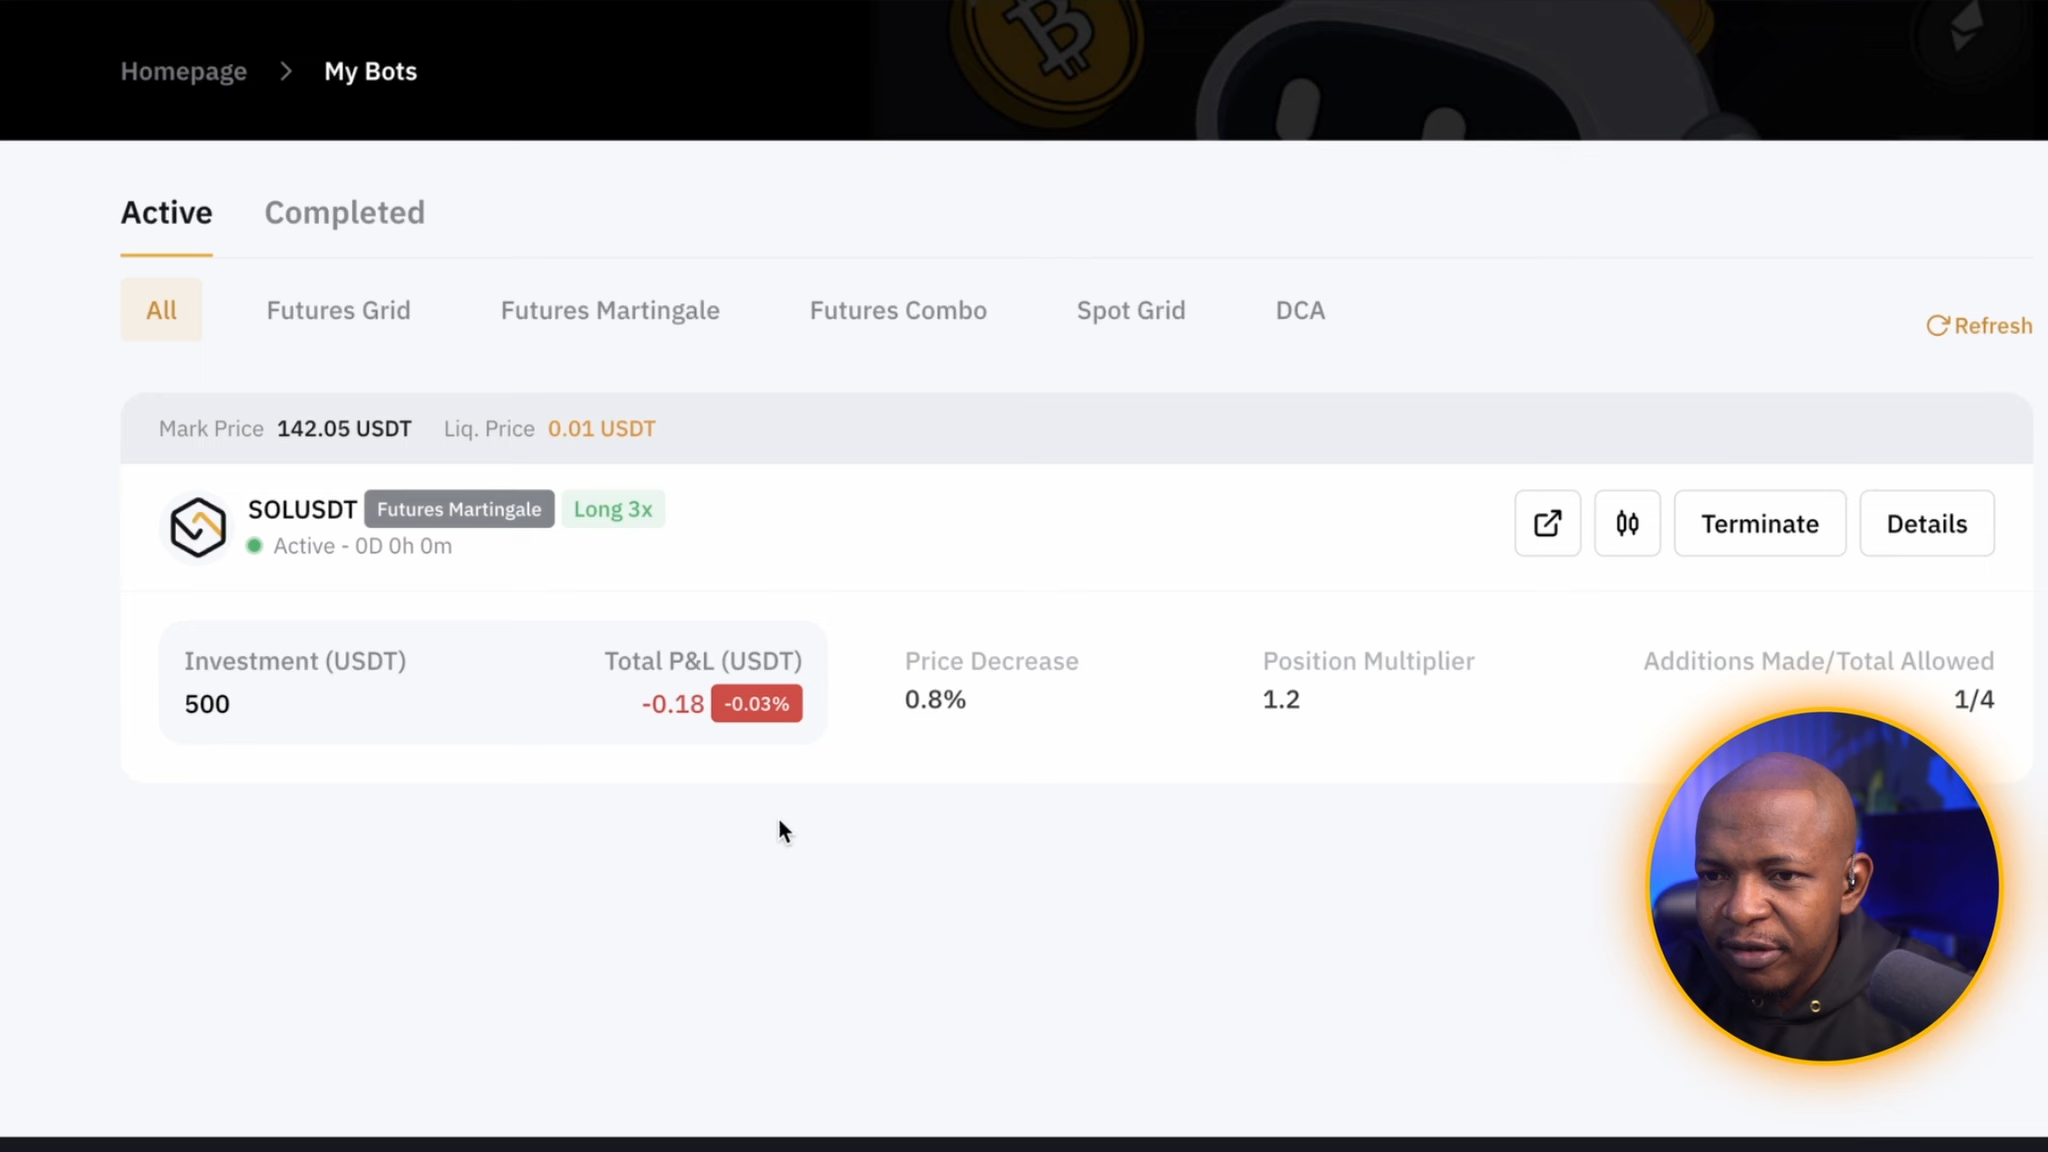 Homepage > My Bots
Active Completed
All Futures Grid Futures Martingale Futures Combo Spot Grid DCA
Refresh
Mark Price 142.05 USDT Liq. Price 0.01 USDT
SOLUSDT Futures Martingale Long 3x
Active - 0D 0h 0m
Terminate Details
Investment (USDT) Total P&L (USDT) Price Decrease Position Multiplier Additions Made/Total Allowed
500 -0.18 -0.03% 0.8% 1.2 1/4